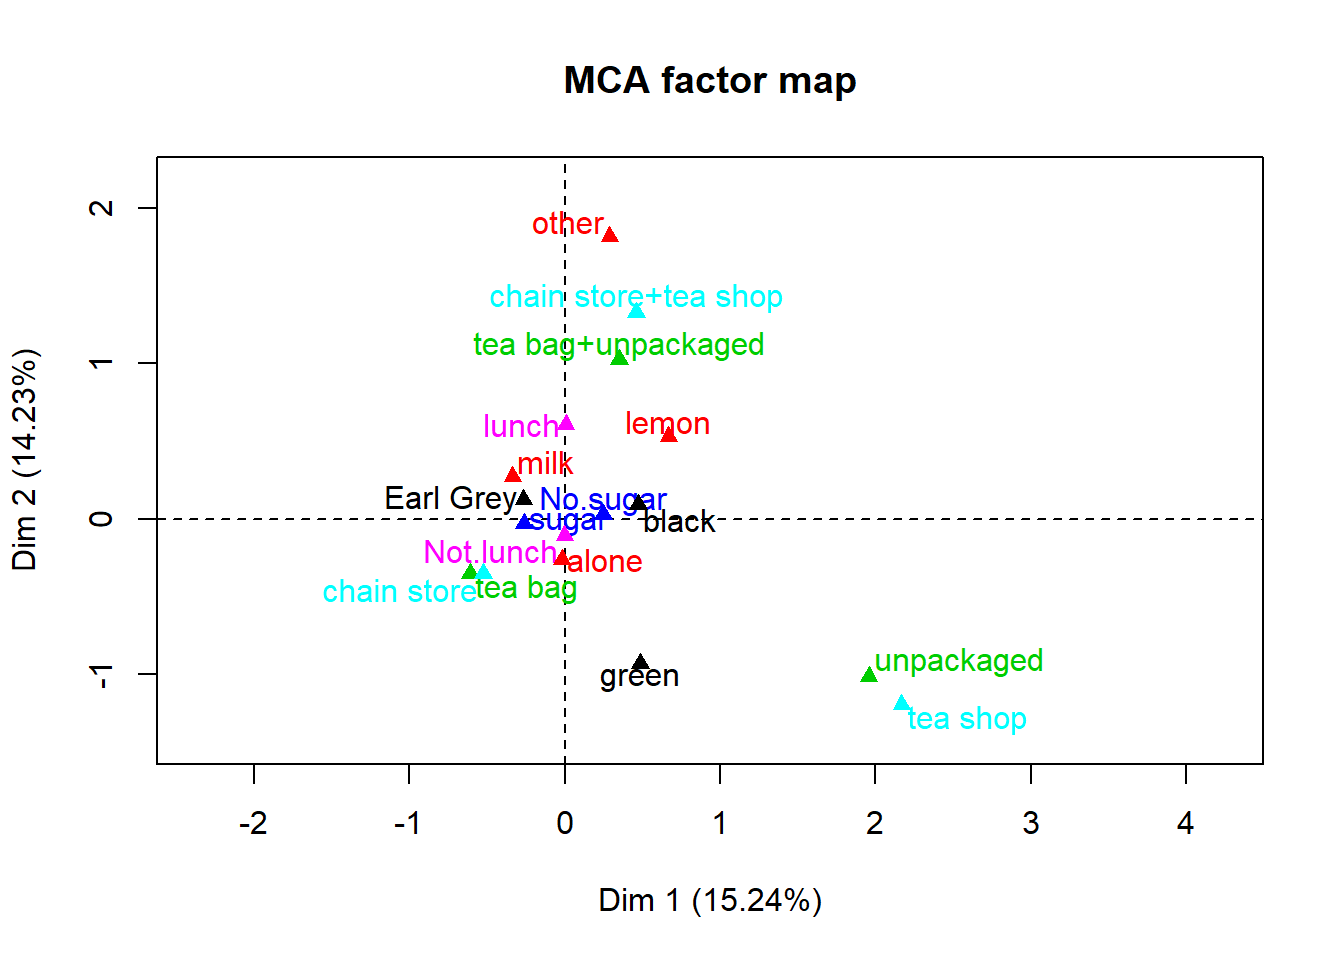 MCA factor map
Dim 2 (14.23%)
2
1
0
-1
other
chain store+tea shop
tea bag+unpackaged
lunch
lemon
milk
Earl Grey
No.sugar
sugar
black
Not.lunch
alone
chain store
tea bag
green
unpackaged
tea shop
-2
-1
0
1
2
3
4
Dim 1 (15.24%)